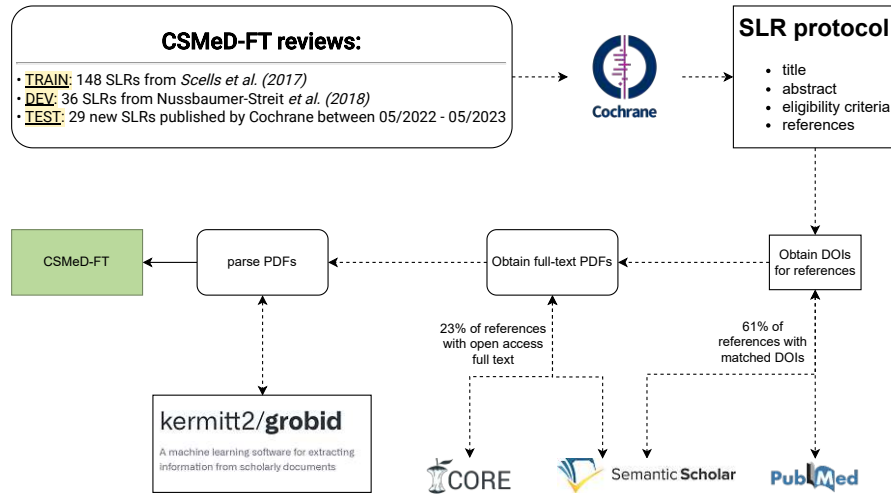 CSMeD-FT reviews:
• TRAIN: 148 SLRs from Scells et al. (2017)
• DEV: 36 SLRs from Nussbaumer-Streit et al. (2018)
• TEST: 29 new SLRs published by Cochrane between 05/2022 - 05/2023
Cochrane
SLR protocol
• title
• abstract
• eligibility criteria
• references
CSMeD-FT
parse PDFs
Obtain full-text PDFs
Obtain DOIs
for references
23% of references
with open access
full text
61% of
references with
matched DOIs
kermitt2/grobid
A machine learning software for extracting
information from scholarly documents
CORE
Semantic Scholar
PubMed